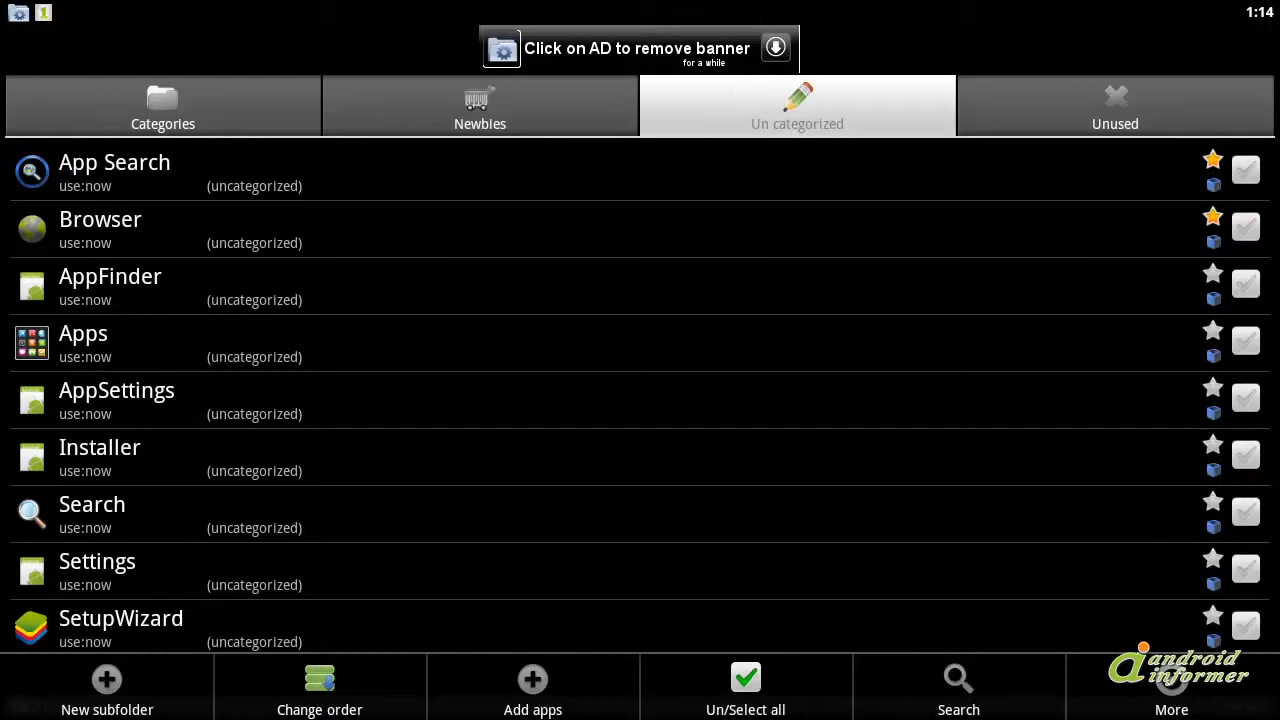 1
1:14
Click on AD to remove banner
for a while
Categories
Newbies
Un categorized
Unused
App Search
use:now (uncategorized)
Browser
use:now (uncategorized)
AppFinder
use:now (uncategorized)
Apps
use:now (uncategorized)
AppSettings
use:now (uncategorized)
Installer
use:now (uncategorized)
Search
use:now (uncategorized)
Settings
use:now (uncategorized)
SetupWizard
use:now (uncategorized)
New subfolder
Change order
Add apps
Un/Select all
Search
More
android
informer